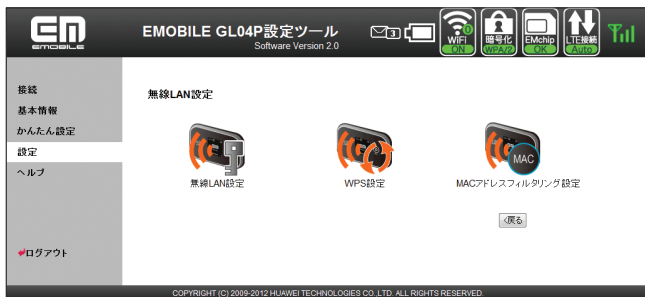 EM
EMOBILE
EMOBILE GL04P設定ツール
Software Version 2.0
3
WiFi
ON
暗号化
WPA/2
EMchip
OK
LTE接続
Auto
接続
基本情報
かんたん設定
設定
ヘルプ
ログアウト
無線LAN設定
無線LAN設定
WPS設定
MAC
MACアドレスフィルタリング設定
<戻る
COPYRIGHT (C) 2009-2012 HUAWEI TECHNOLOGIES CO.,LTD. ALL RIGHTS RESERVED.